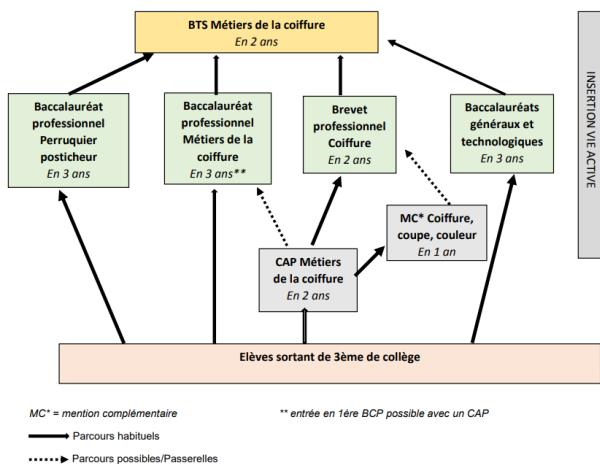 BTS Métiers de la coiffure
En 2 ans
Baccalauréat
professionnel
Perruquier
posticheur
En 3 ans
Baccalauréat
professionnel
Métiers de la
coiffure
En 3 ans**
Brevet
professionnel
Coiffure
En 2 ans
Baccalauréats
généraux et
technologiques
En 3 ans
INSERTION VIE ACTIVE
MC* Coiffure,
coupe, couleur
En 1 an
CAP Métiers
de la coiffure
En 2 ans
Elèves sortant de 3ème de collège
MC* = mention complémentaire
** entrée en 1ère BCP possible avec un CAP
Parcours habituels
Parcours possibles/Passerelles